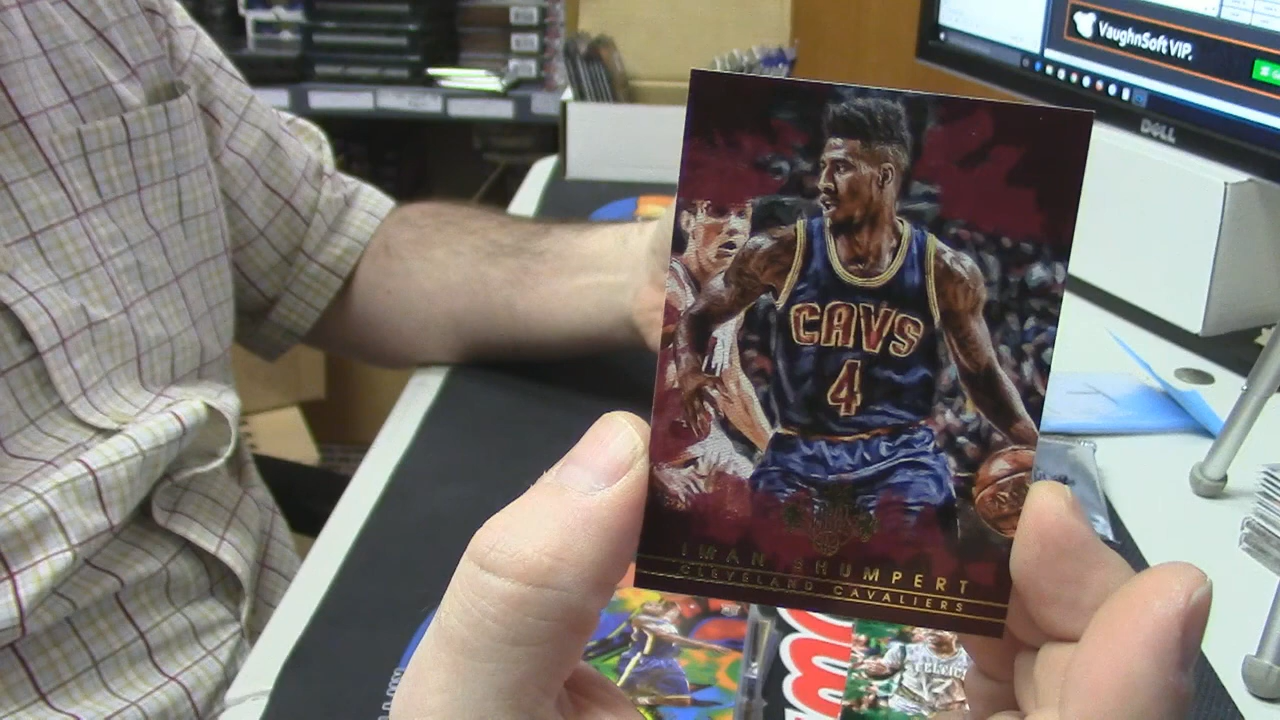 VaughnSoft VIP.
DELL
CAVS
4
IMAN SHUMPERT
CLEVELAND CAVALIERS